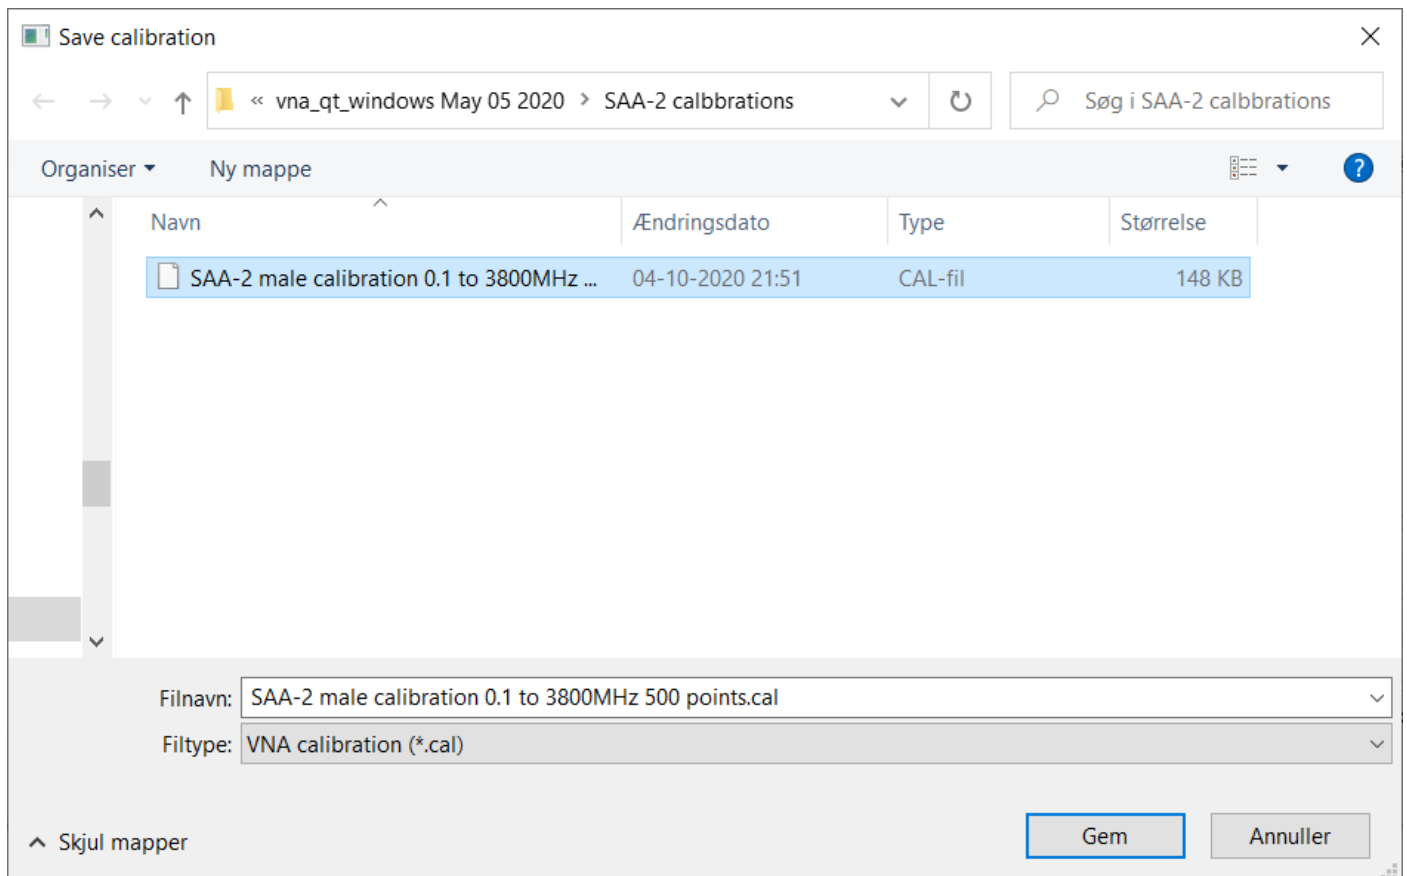 Save calibration
« vna_qt_windows May 05 2020 > SAA-2 calbbrations
Søg i SAA-2 calbbrations
Organiser Ny mappe
?
Navn Ændringsdato Type Størrelse
SAA-2 male calibration 0.1 to 3800MHz ... 04-10-2020 21:51 CAL-fil 148 KB
Filnavn: SAA-2 male calibration 0.1 to 3800MHz 500 points.cal
Filtype: VNA calibration (*.cal)
Skjul mapper Gem Annuller